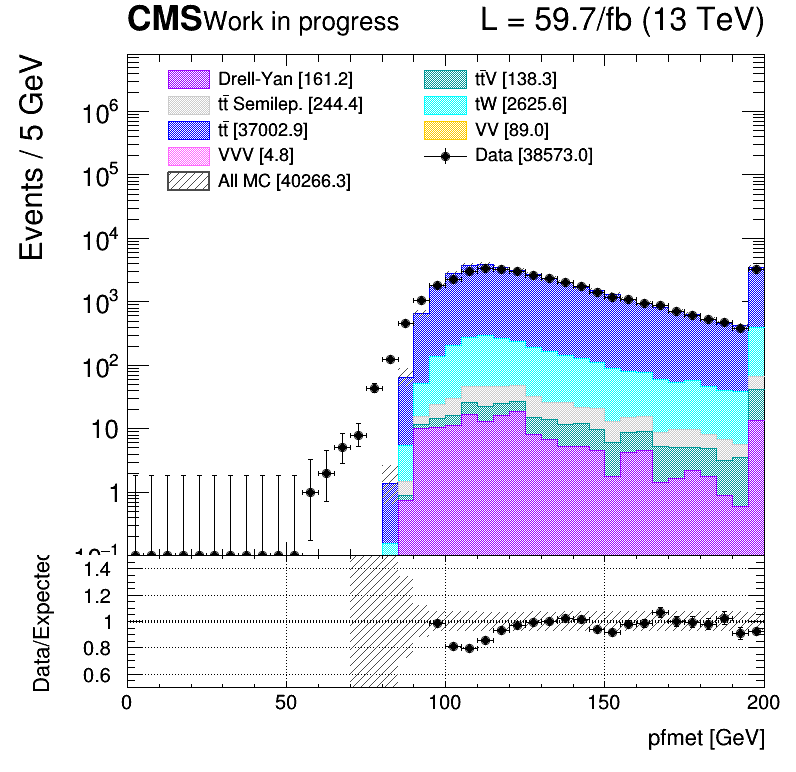 CMS Work in progress L = 59.7/fb (13 TeV)
Events / 5 GeV
Drell-Yan [161.2]
tt̄ Semilep. [244.4]
tt̄ [37002.9]
VVV [4.8]
All MC [40266.3]
tt̄V [138.3]
tW [2625.6]
VV [89.0]
Data [38573.0]
10⁶
10⁵
10⁴
10³
10²
10
1
10⁻¹
Data/Expected
1.4
1.2
1
0.8
0.6
0 50 100 150 200
pfmet [GeV]